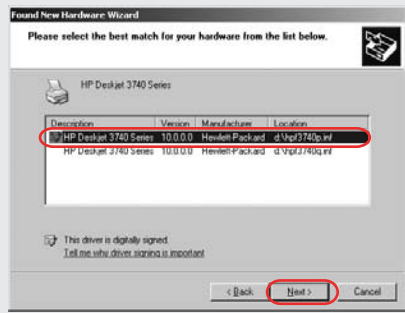 Found New Hardware Wizard
Please select the best match for your hardware from the list below.
HP Deskjet 3740 Series
Description Version Manufacturer Location
HP Deskjet 3740 Series 10.0.0.0 Hewlett-Packard d:\hpf3740p.inf
HP Deskjet 3740 Series 10.0.0.0 Hewlett-Packard d:\hpf3740q.inf
This driver is digitally signed.
Tell me why driver signing is important
< Back Next > Cancel